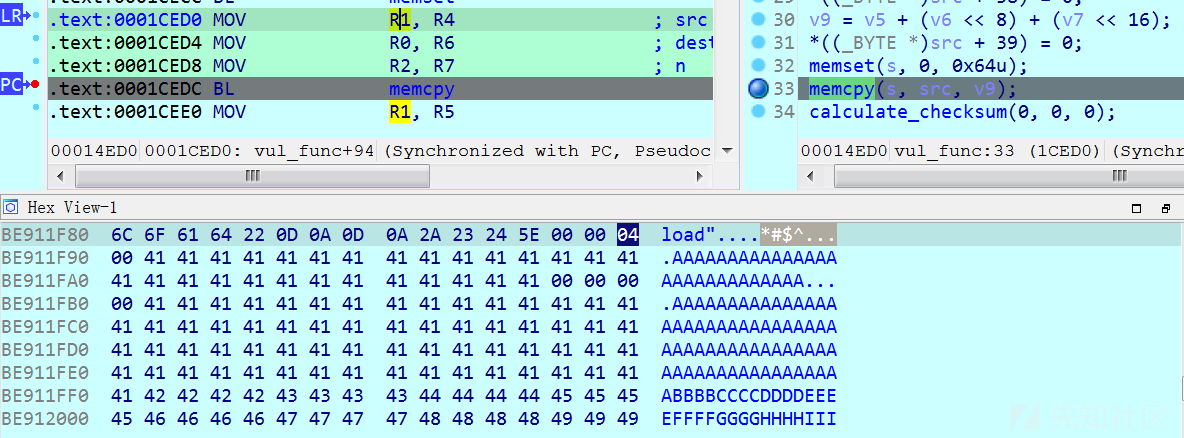 memset
LR .text:0001CED0 MOV R1, R4 ; src
.text:0001CED4 MOV R0, R6 ; dest
.text:0001CED8 MOV R2, R7 ; n
PC .text:0001CEDC BL memcpy
.text:0001CEE0 MOV R1, R5
00014ED0 0001CED0: vul_func+94 (Synchronized with PC, Pseudoc
30 v9 = v5 + (v6 << 8) + (v7 << 16);
31 *((_BYTE *)src + 39) = 0;
32 memset(s, 0, 0x64u);
33 memcpy(s, src, v9);
34 calculate_checksum(0, 0, 0);
00014ED0 vul_func:33 (1CED0) (Synchr
Hex View-1
BE911F80 6C 6F 61 64 22 0D 0A 0D 0A 2A 23 24 5E 00 00 04 load"....*#$^...
BE911F90 00 41 41 41 41 41 41 41 41 41 41 41 41 41 41 41 .AAAAAAAAAAAAAAA
BE911FA0 41 41 41 41 41 41 41 41 41 41 41 41 41 00 00 00 AAAAAAAAAAAAA...
BE911FB0 00 41 41 41 41 41 41 41 41 41 41 41 41 41 41 41 .AAAAAAAAAAAAAAA
BE911FC0 41 41 41 41 41 41 41 41 41 41 41 41 41 41 41 41 AAAAAAAAAAAAAAAA
BE911FD0 41 41 41 41 41 41 41 41 41 41 41 41 41 41 41 41 AAAAAAAAAAAAAAAA
BE911FE0 41 41 41 41 41 41 41 41 41 41 41 41 41 41 41 41 AAAAAAAAAAAAAAAA
BE911FF0 41 42 42 42 42 43 43 43 43 44 44 44 44 45 45 45 ABBBBCCCCDDDDEEE
BE912000 45 46 46 46 46 47 47 47 47 48 48 48 48 49 49 49 EFFFFGGGGHHHHIII